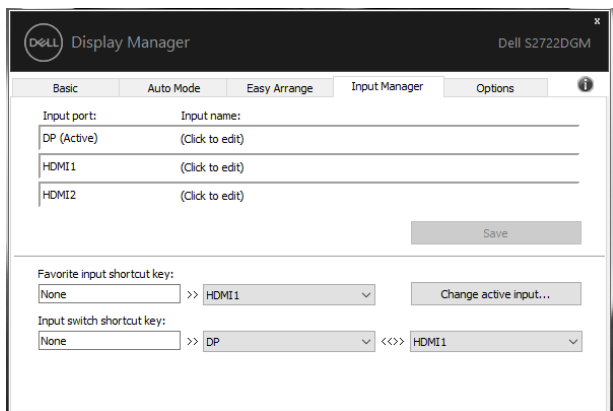 DELL Display Manager Dell S2722DGM x
Basic Auto Mode Easy Arrange Input Manager Options i
Input port: Input name:
DP (Active) (Click to edit)
HDMI1 (Click to edit)
HDMI2 (Click to edit)
Save
Favorite input shortcut key:
None >> HDMI1 Change active input...
Input switch shortcut key:
None >> DP <<>> HDMI1